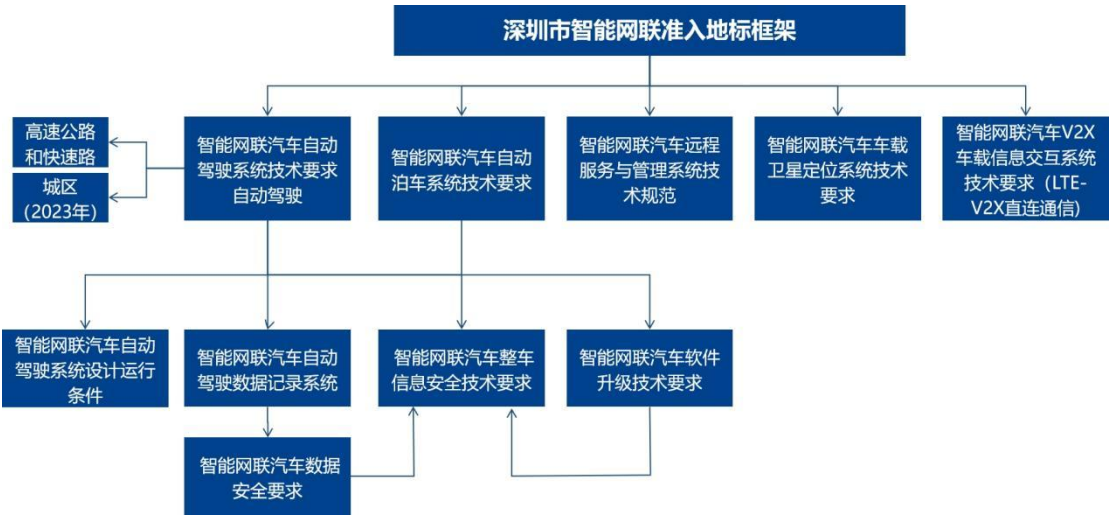 深圳市智能网联准入地标框架
高速公路
和快速路
城区
（2023年）
智能网联汽车自动
驾驶系统技术要求
自动驾驶
智能网联汽车自动
泊车系统技术要求
智能网联汽车远程
服务与管理系统技
术规范
智能网联汽车车载
卫星定位系统技术
要求
智能网联汽车V2X
车载信息交互系统
技术要求（LTE-
V2X直连通信)
智能网联汽车自动
驾驶系统设计运行
条件
智能网联汽车自动
驾驶数据记录系统
智能网联汽车整车
信息安全技术要求
智能网联汽车软件
升级技术要求
智能网联汽车数据
安全要求